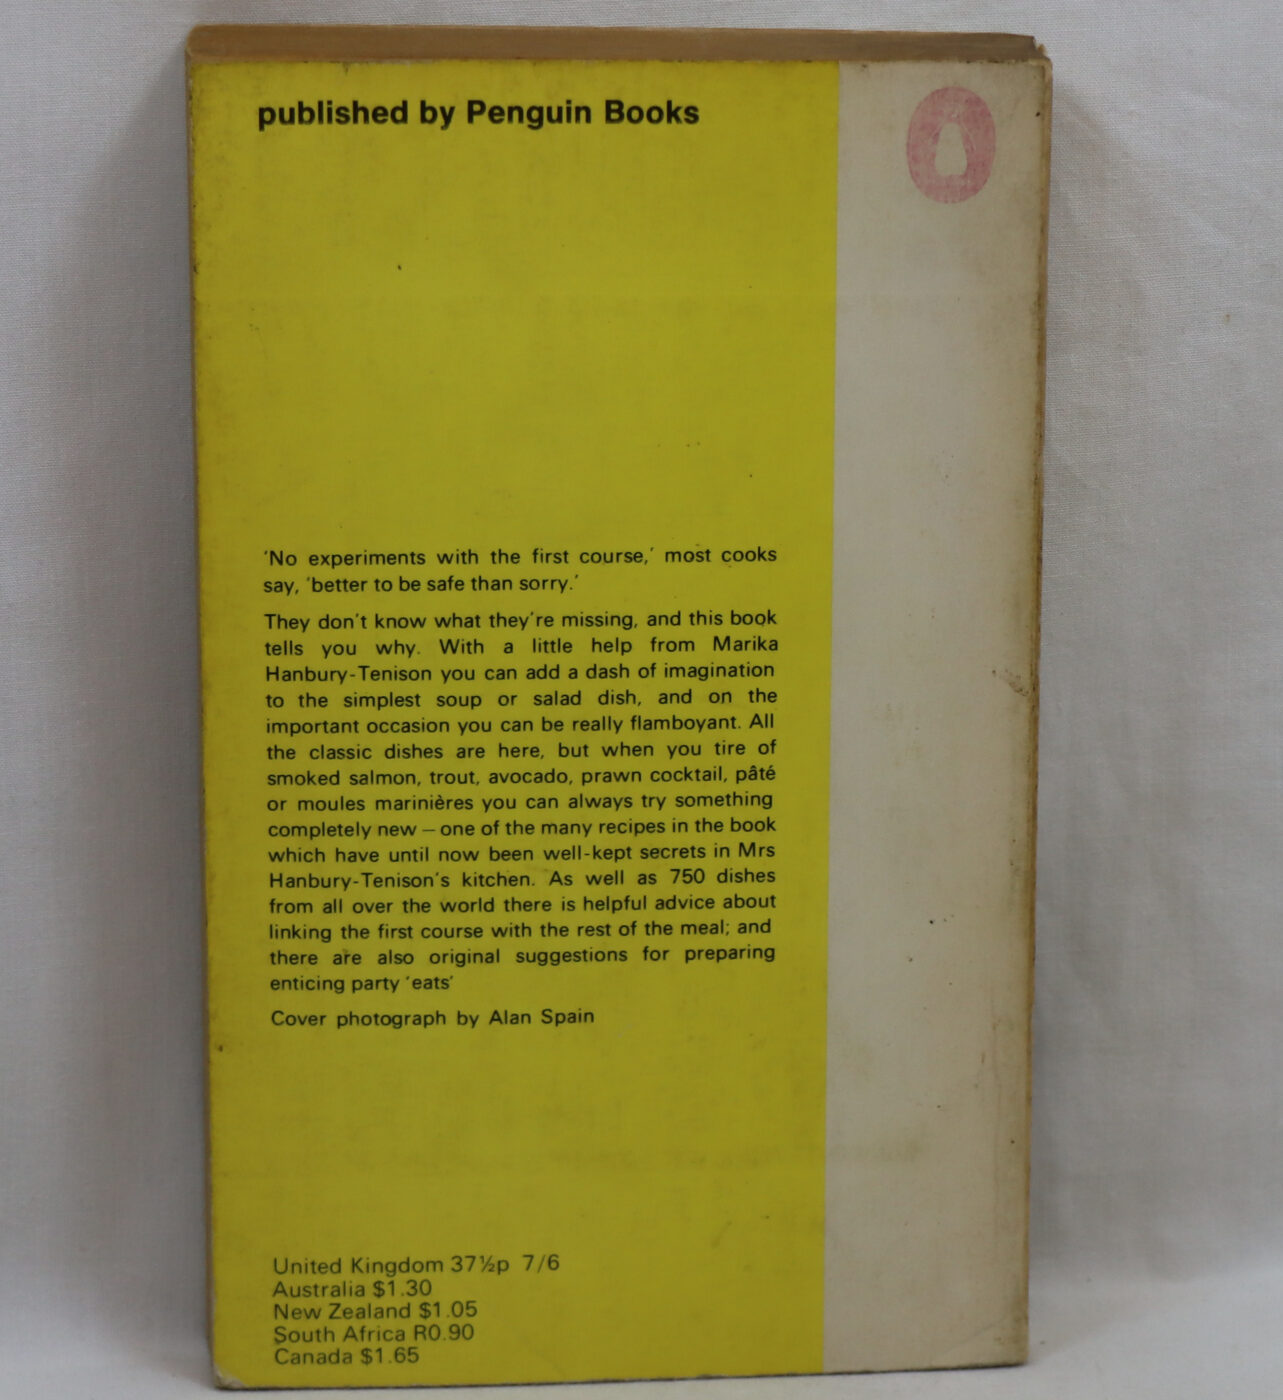 published by Penguin Books
‘No experiments with the first course,’ most cooks
say, ‘better to be safe than sorry.’
They don’t know what they’re missing, and this book
tells you why. With a little help from Marika
Hanbury-Tenison you can add a dash of imagination
to the simplest soup or salad dish, and on the
important occasion you can be really flamboyant. All
the classic dishes are here, but when you tire of
smoked salmon, trout, avocado, prawn cocktail, pâté
or moules marinières you can always try something
completely new – one of the many recipes in the book
which have until now been well-kept secrets in Mrs
Hanbury-Tenison’s kitchen. As well as 750 dishes
from all over the world there is helpful advice about
linking the first course with the rest of the meal; and
there are also original suggestions for preparing
enticing party ‘eats’
Cover photograph by Alan Spain
United Kingdom 37½p 7/6
Australia $1.30
New Zealand $1.05
South Africa R0.90
Canada $1.65